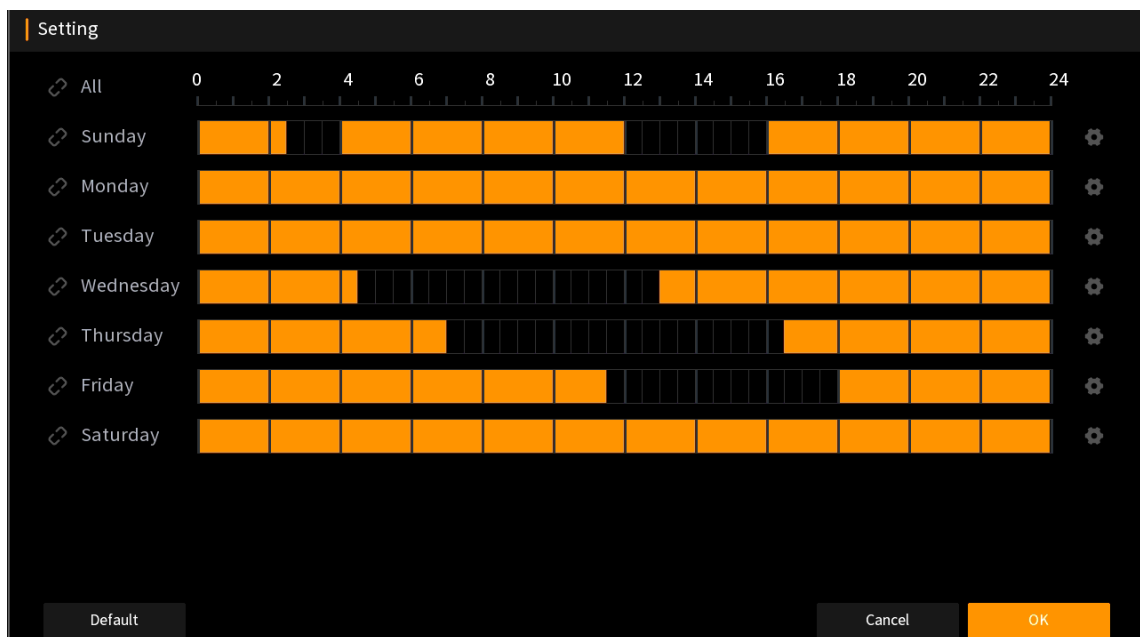 Setting
All 0 2 4 6 8 10 12 14 16 18 20 22 24
Sunday
Monday
Tuesday
Wednesday
Thursday
Friday
Saturday
Default Cancel OK